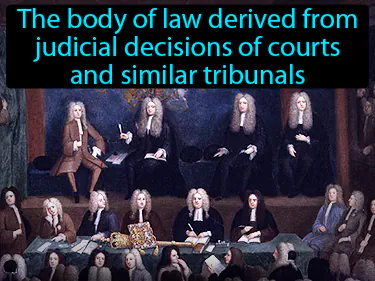 The body of law derived from
judicial decisions of courts
and similar tribunals